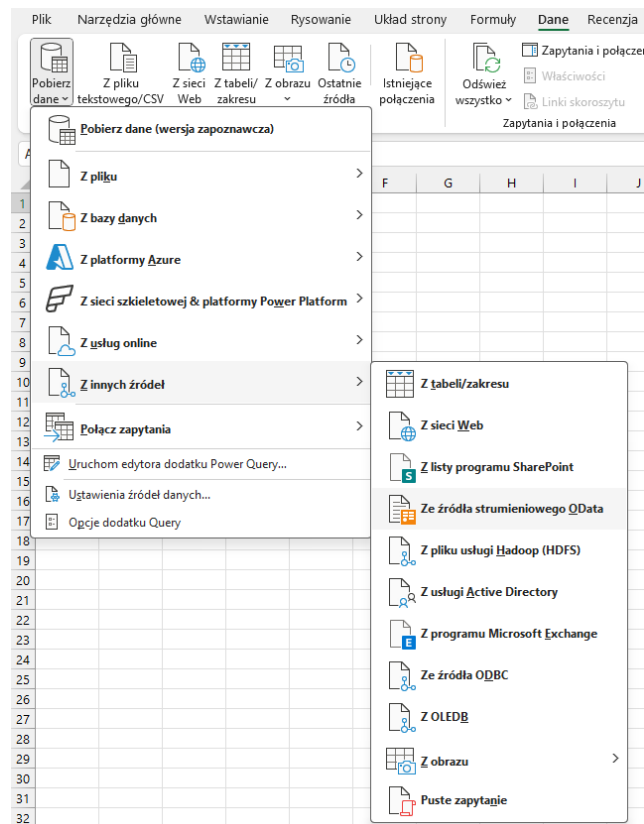 Plik Narzędzia główne Wstawianie Rysowanie Układ strony Formuły Dane Recenzja
Pobierz dane
Z pliku tekstowego/CSV
Z sieci Web
Z tabeli/ zakresu
Z obrazu
Ostatnie źródła
Istniejące połączenia
Odśwież wszystko
Zapytania i połączen
Właściwości
Linki skoroszytu
Zapytania i połączenia
Pobierz dane (wersja zapoznawcza)
Z pliku
Z bazy danych
Z platformy Azure
Z sieci szkieletowej & platformy Power Platform
Z usług online
Z innych źródeł
Połącz zapytania
Uruchom edytora dodatku Power Query...
Ustawienia źródeł danych...
Opcje dodatku Query
Z tabeli/zakresu
Z sieci Web
Z listy programu SharePoint
Ze źródła strumieniowego OData
Z pliku usługi Hadoop (HDFS)
Z usługi Active Directory
Z programu Microsoft Exchange
Ze źródła ODBC
Z OLEDB
Z obrazu
Puste zapytanie
F G H I J
1
2
3
4
5
6
7
8
9
10
11
12
13
14
15
16
17
18
19
20
21
22
23
24
25
26
27
28
29
30
31
32